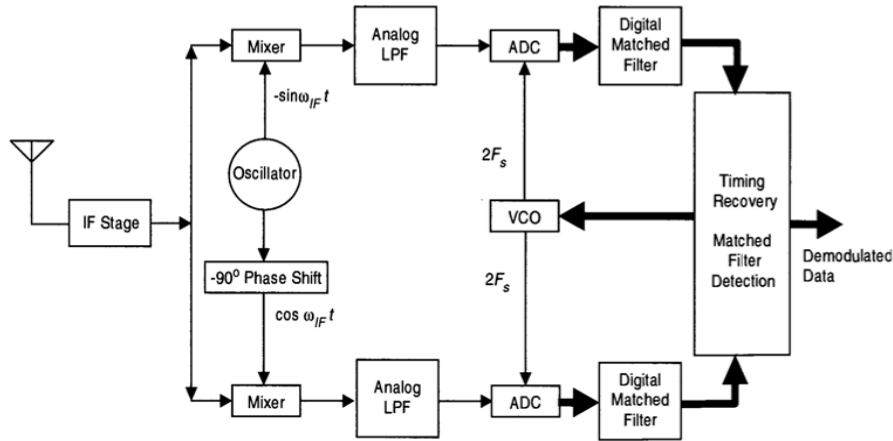 Mixer
Analog
LPF
ADC
Digital
Matched
Filter
-sinω_IF t
Oscillator
2F_s
IF Stage
VCO
Timing
Recovery
Matched
Filter
Detection
Demodulated
Data
-90° Phase Shift
2F_s
cos ω_IF t
Mixer
Analog
LPF
ADC
Digital
Matched
Filter